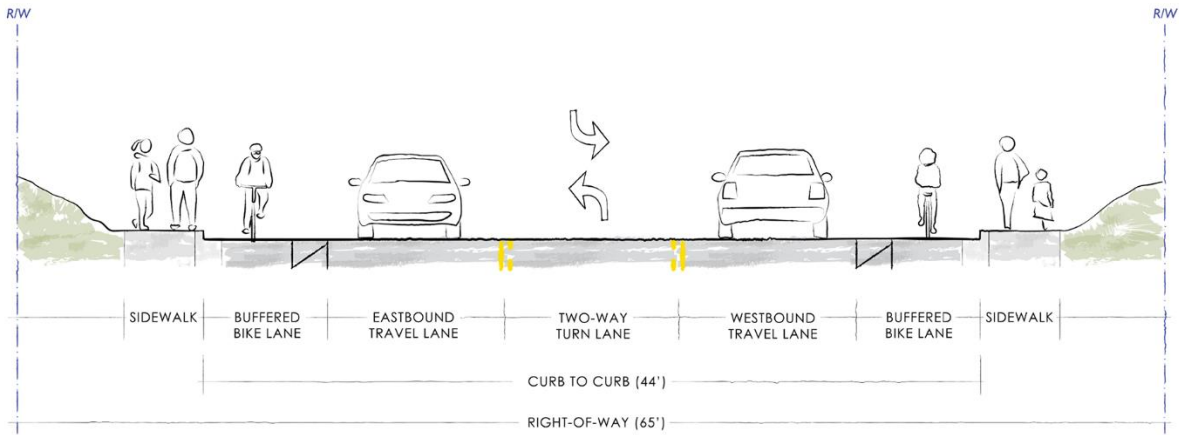 R/W
R/W
SIDEWALK
BUFFERED
BIKE LANE
EASTBOUND
TRAVEL LANE
TWO-WAY
TURN LANE
WESTBOUND
TRAVEL LANE
BUFFERED
BIKE LANE
SIDEWALK
CURB TO CURB (44')
RIGHT-OF-WAY (65')